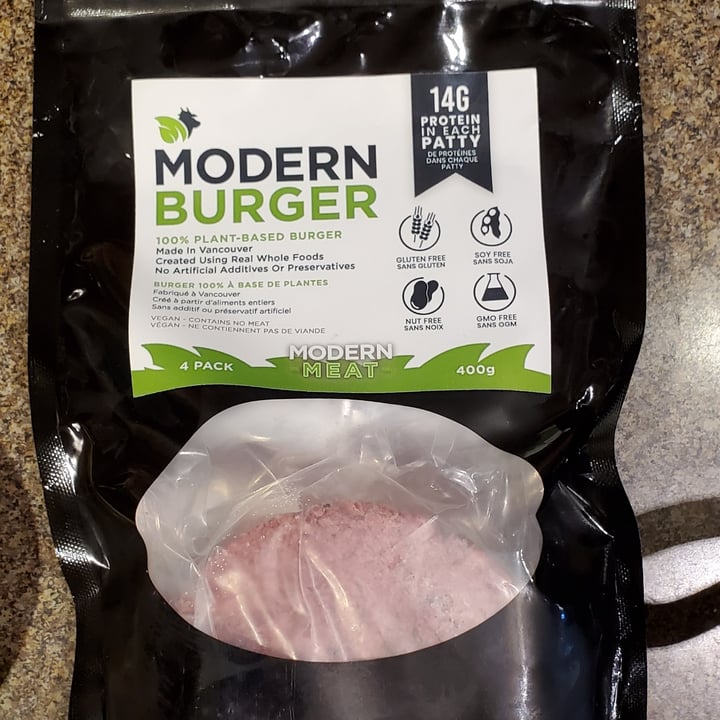 MODERN
BURGER
100% PLANT-BASED BURGER
Made In Vancouver
Created Using Real Whole Foods
No Artificial Additives Or Preservatives
BURGER 100% À BASE DE PLANTES
Fabriqué à Vancouver
Créé à partir d'aliments entiers
Sans additif ou préservatif artificiel
VEGAN - CONTAINS NO MEAT
VÉGAN - NE CONTIENNENT PAS DE VIANDE
14G
PROTEIN
IN EACH
PATTY
DE PROTÉINES
DANS CHAQUE
PATTY
GLUTEN FREE
SANS GLUTEN
SOY FREE
SANS SOJA
NUT FREE
SANS NOIX
GMO FREE
SANS OGM
4 PACK
MODERN
MEAT
400g